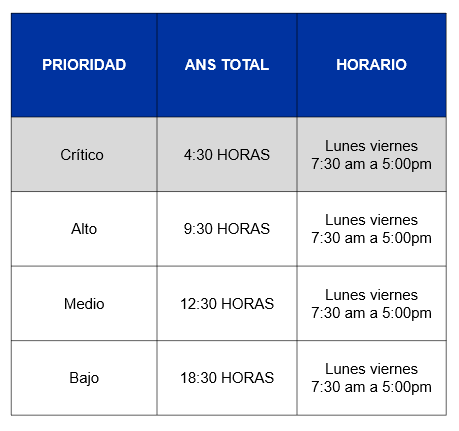 PRIORIDAD ANS TOTAL HORARIO
Crítico 4:30 HORAS Lunes viernes
7:30 am a 5:00pm
Alto 9:30 HORAS Lunes viernes
7:30 am a 5:00pm
Medio 12:30 HORAS Lunes viernes
7:30 am a 5:00pm
Bajo 18:30 HORAS Lunes viernes
7:30 am a 5:00pm